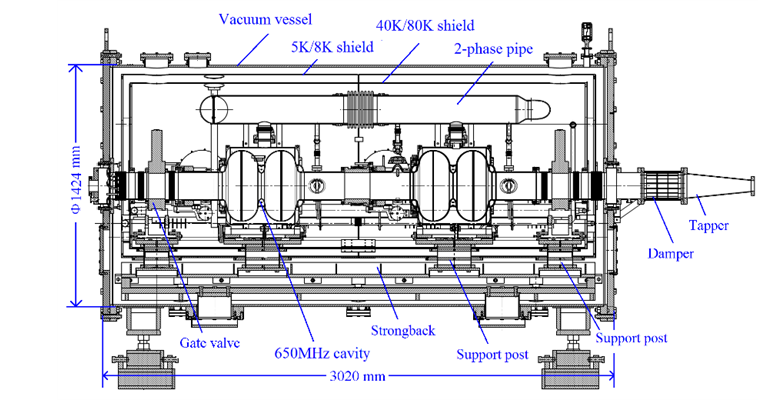 Vacuum vessel
40K/80K shield
5K/8K shield
2-phase pipe
Φ1424 mm
Tapper
Damper
Strongback
Support post
Gate valve
650MHz cavity
Support post
3020 mm